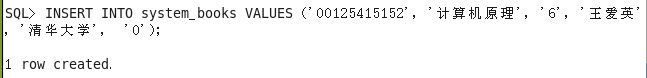 SQL> INSERT INTO system_books VALUES ('00125415152', '计算机原理', '6', '王爱英'
, '清华大学', '0');
1 row created.